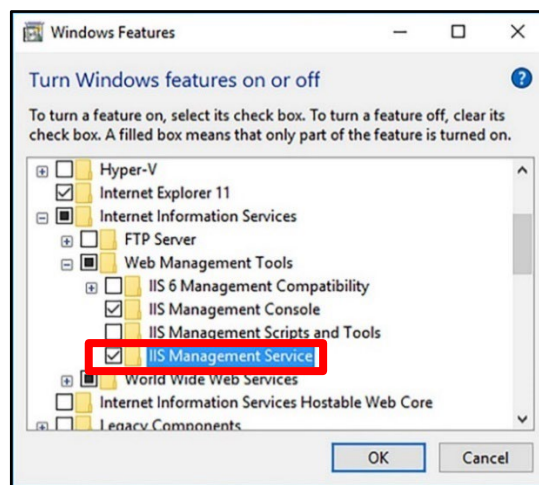 Windows Features
Turn Windows features on or off
To turn a feature on, select its check box. To turn a feature off, clear its
check box. A filled box means that only part of the feature is turned on.
Hyper-V
Internet Explorer 11
Internet Information Services
FTP Server
Web Management Tools
IIS 6 Management Compatibility
IIS Management Console
IIS Management Scripts and Tools
IIS Management Service
World Wide Web Services
Internet Information Services Hostable Web Core
Legacy Components
OK Cancel